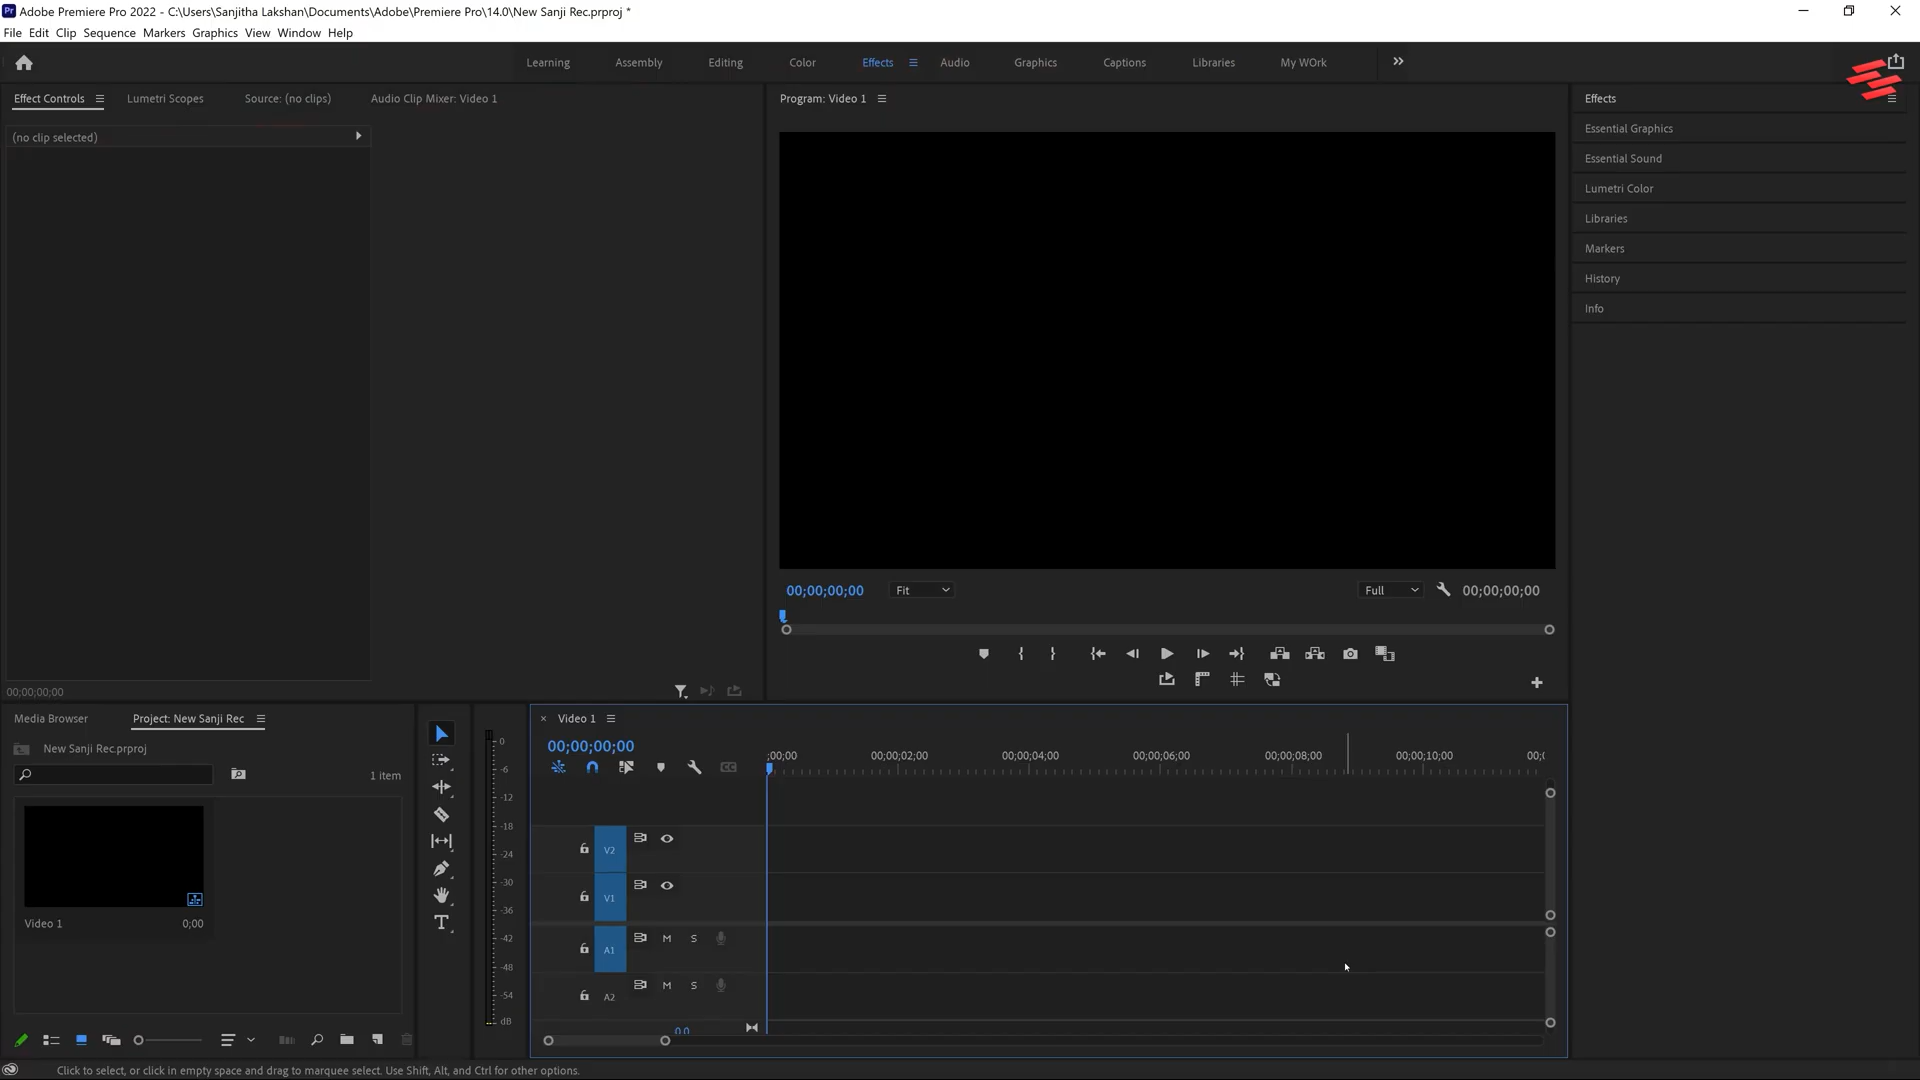 Adobe Premiere Pro 2022 - C:\Users\Sanjitha Lakshan\Documents\Adobe\Premiere Pro\14.0\New Sanji Rec.prproj *
File Edit Clip Sequence Markers Graphics View Window Help
Learning Assembly Editing Color Effects Audio Graphics Captions Libraries My WOrk
Effect Controls Lumetri Scopes Source: (no clips) Audio Clip Mixer: Video 1
(no clip selected)
00;00;00;00
Program: Video 1
00;00;00;00 Fit Full 00;00;00;00
Effects
Essential Graphics
Essential Sound
Lumetri Color
Libraries
Markers
History
Info
Media Browser Project: New Sanji Rec
New Sanji Rec.prproj
1 item
Video 1 0;00
0
-6
-12
-18
-24
-30
-36
-42
-48
-54
dB
Video 1
00;00;00;00
;00;00 00;00;02;00 00;00;04;00 00;00;06;00 00;00;08;00 00;00;10;00 00;0
V2
V1
A1 M S
A2 M S
0.0
Click to select, or click in empty space and drag to marquee select. Use Shift, Alt, and Ctrl for other options.